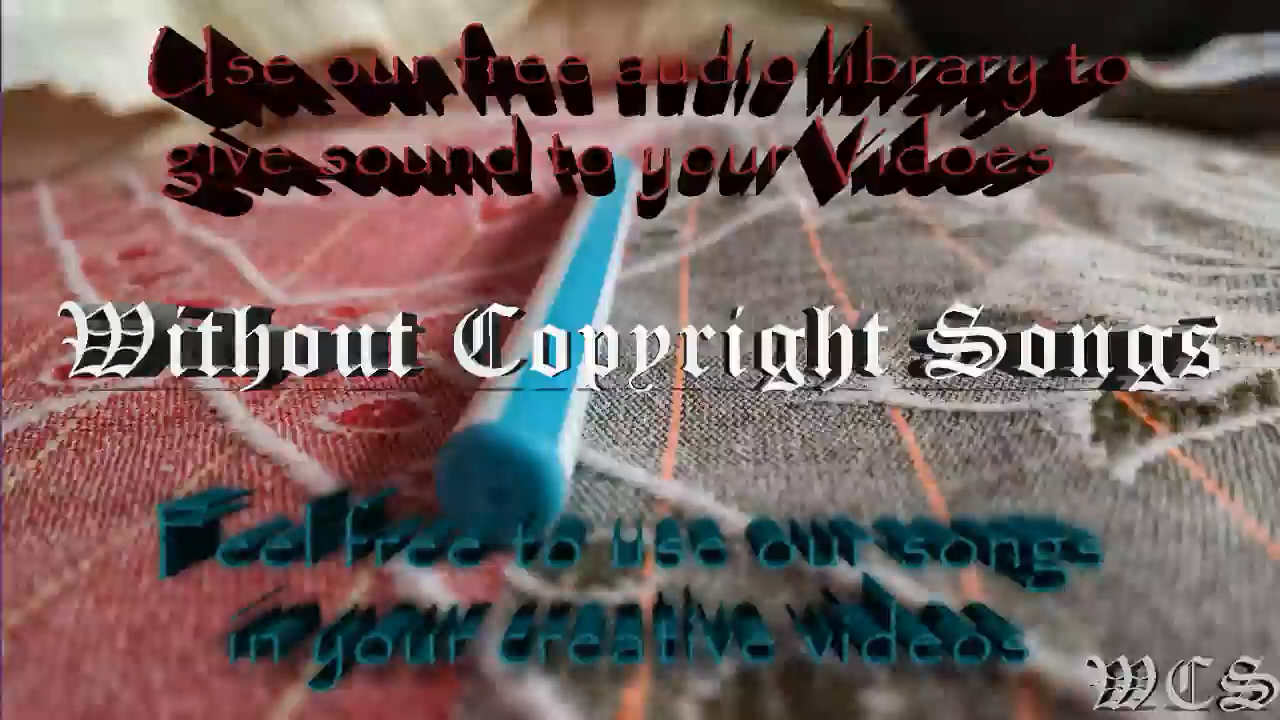 Use our free audio library to
give sound to your Vidoes
Without Copyright Songs
Feel free to use our songs
in your creative videos
WCS